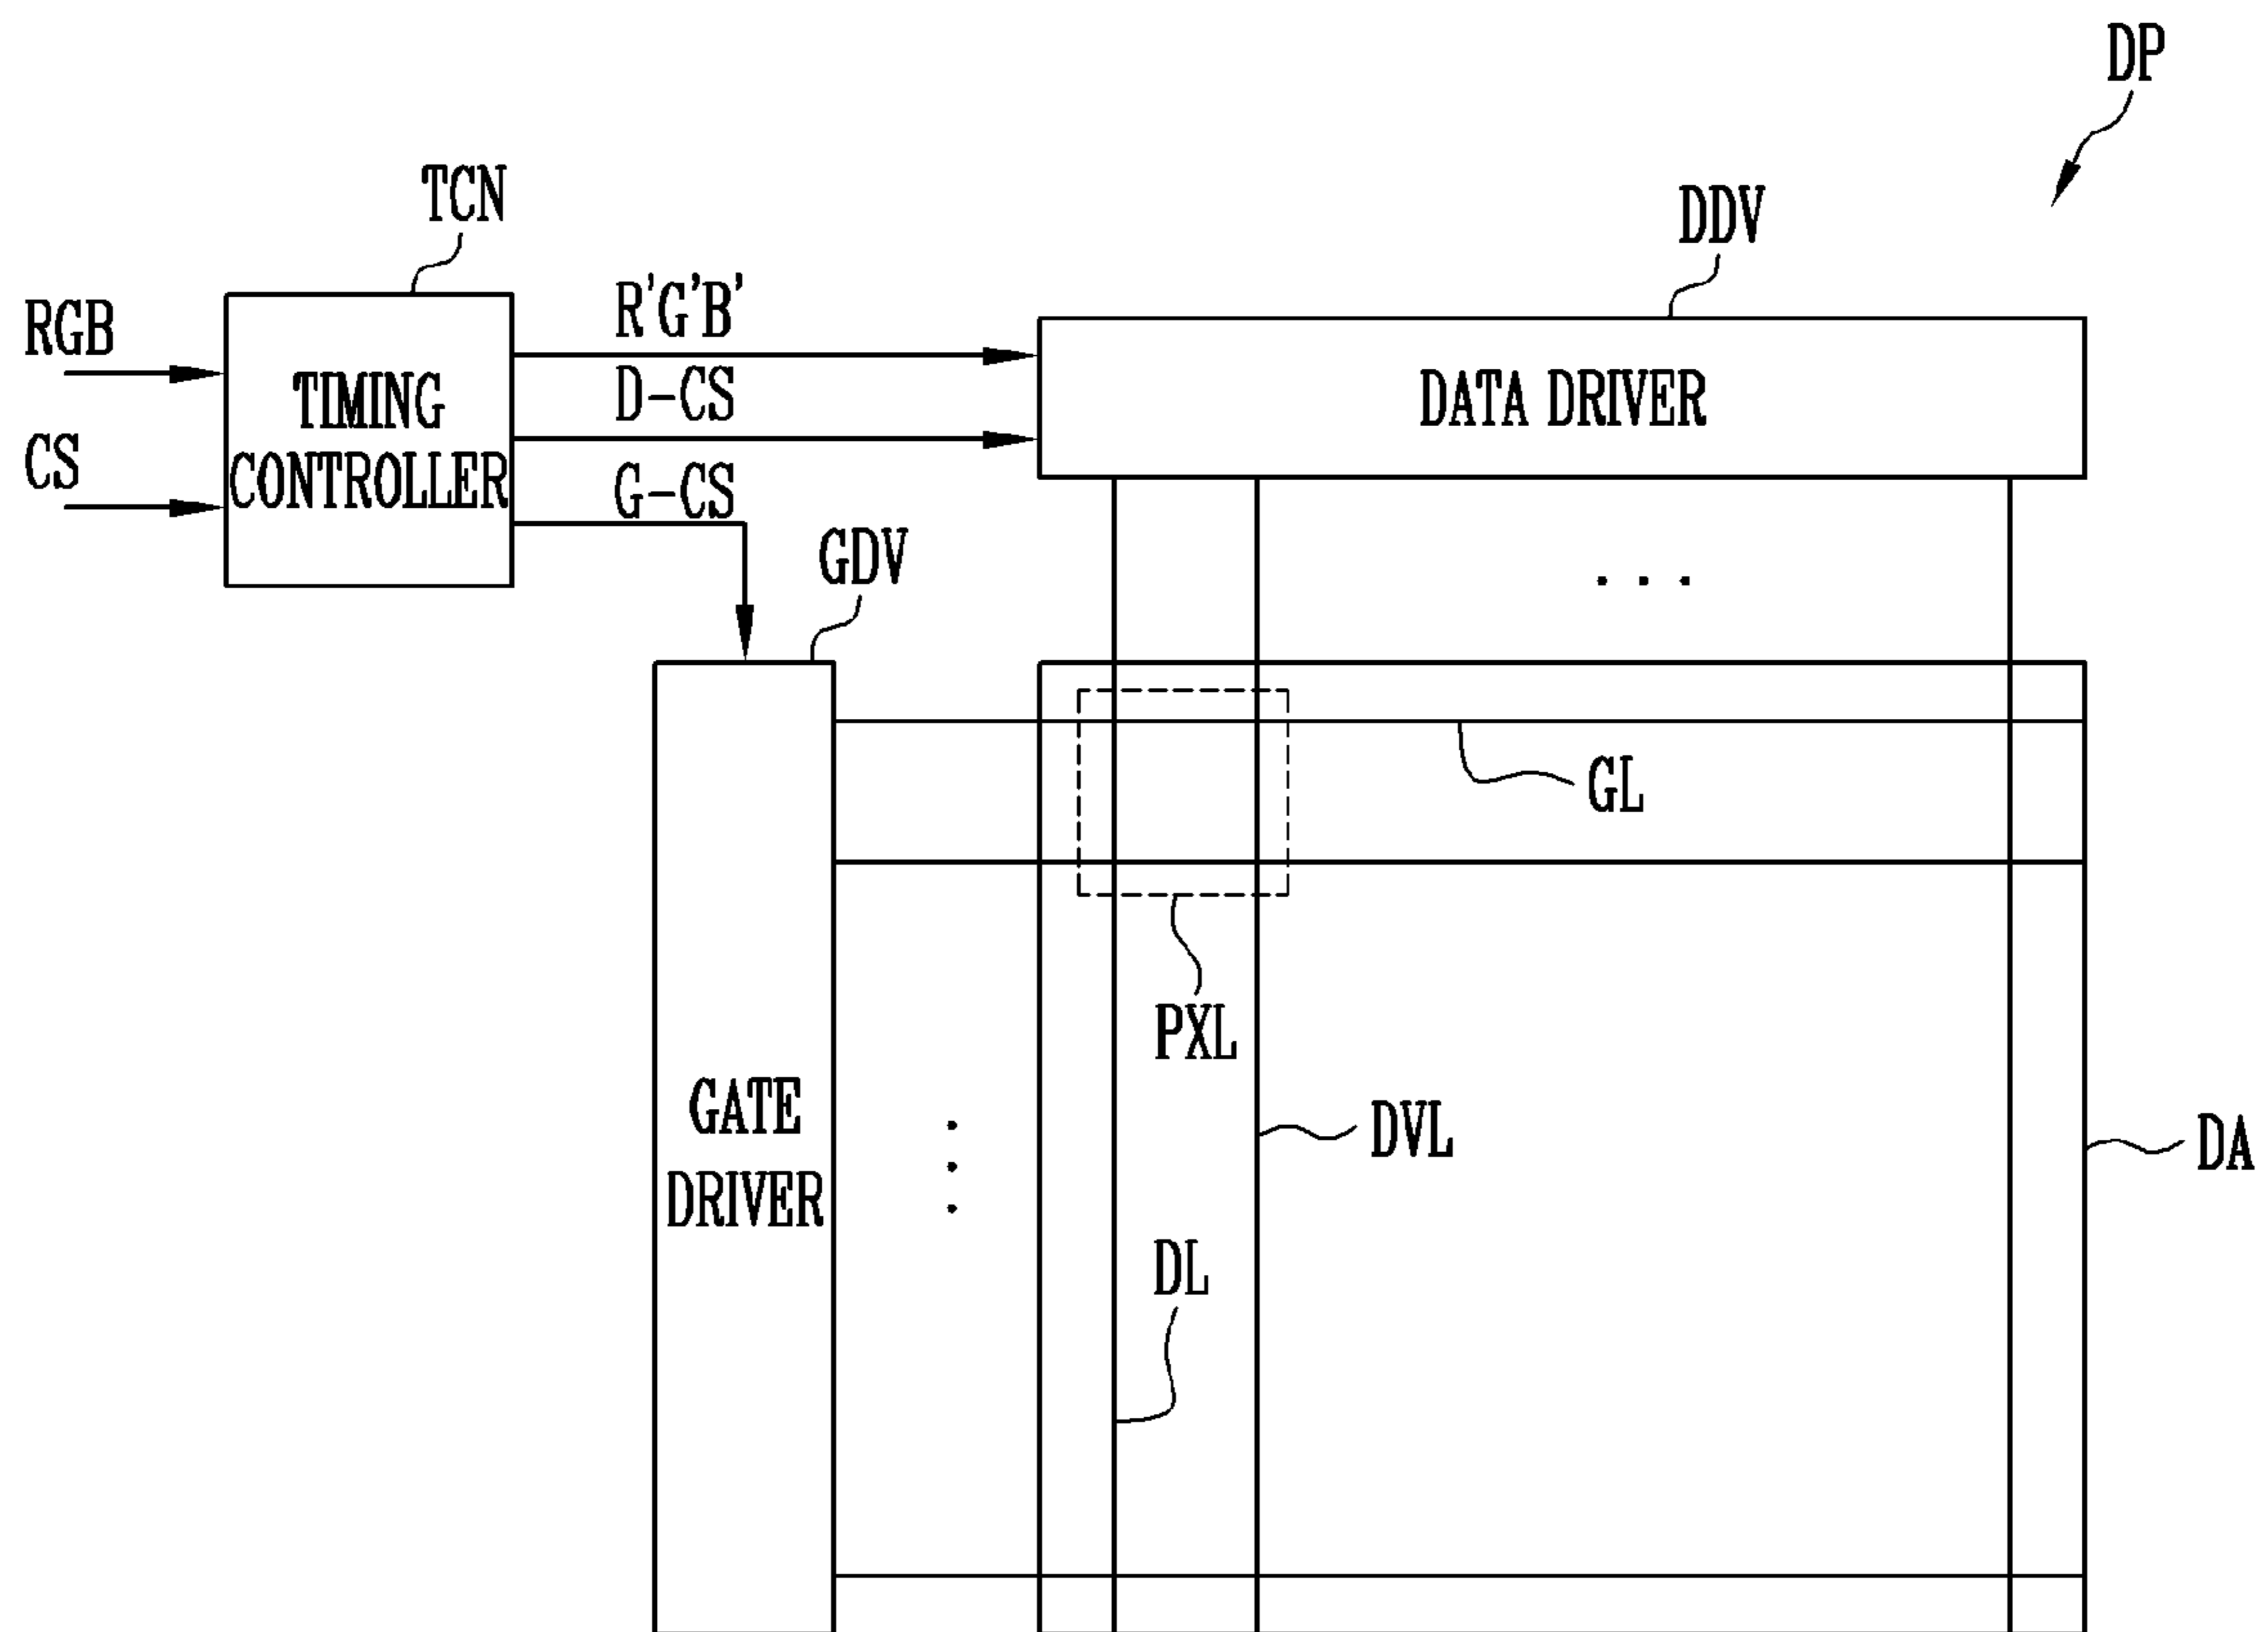 DP
TCN
DDV
RGB
R'G'B'
TIMING
CONTROLLER
D-CS
DATA DRIVER
CS
G-CS
GDV
GL
PXL
GATE
DRIVER
DVL
DA
DL